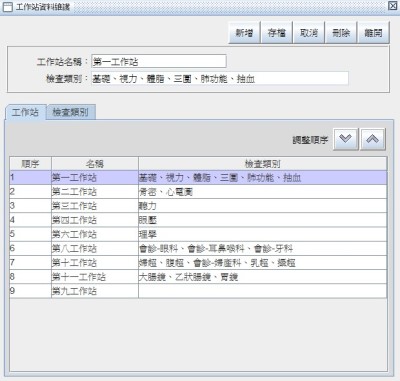 工作站資料維護
新增 存檔 取消 刪除 離開
工作站名稱： 第一工作站
檢查類別： 基礎、視力、體脂、三圍、肺功能、抽血
工作站 檢查類別
調整順序
順序 名稱 檢查類別
1 第一工作站 基礎、視力、體脂、三圍、肺功能、抽血
2 第二工作站 骨密、心電圖
3 第三工作站 聽力
4 第四工作站 眼壓
5 第六工作站 理學
6 第八工作站 會診-眼科、會診-耳鼻喉科、會診-牙科
7 第十工作站 婦超、腹超、會診-婦產科、乳超、攝超
8 第十一工作站 大腸鏡、乙狀腸鏡、胃鏡
9 第九工作站